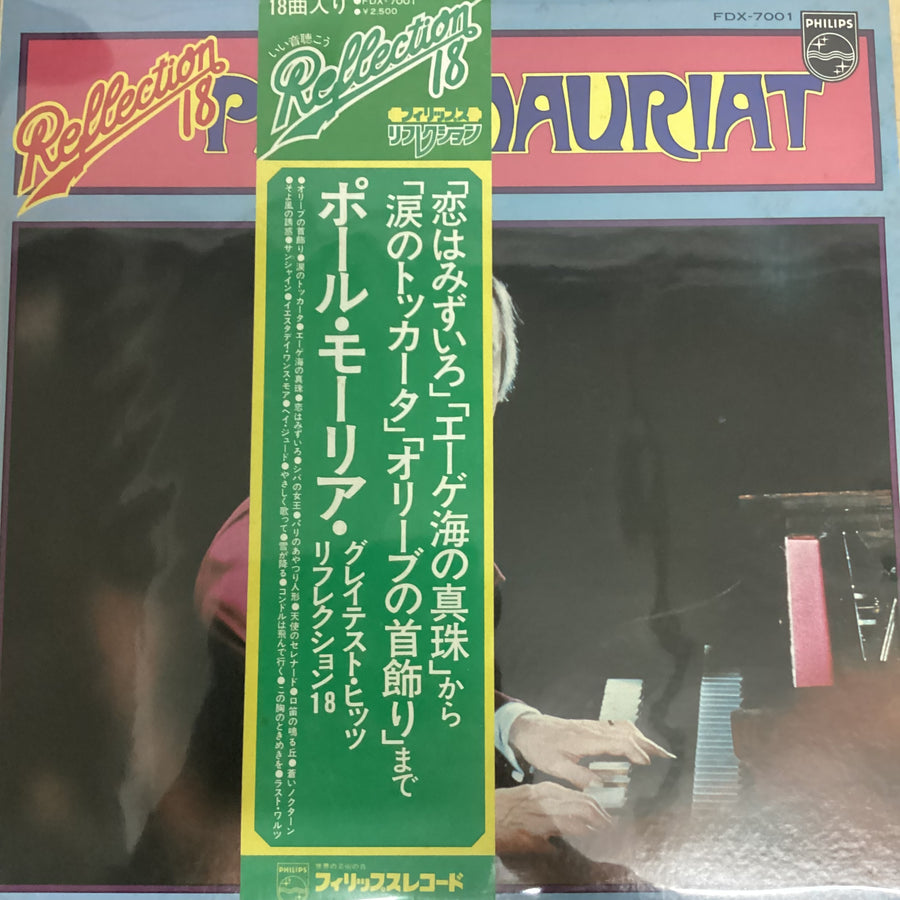 FDX-7001
PHILIPS
Reflection 18
MAURIAT
18曲入り
●FDX-7001
●¥2,500
いい音聴こう
Reflection 18
フィリップス
リフレクション
「恋はみずいろ」「エーゲ海の真珠」から
「涙のトッカータ」「オリーブの首飾り」まで
ポール・モーリア・
グレイテスト・ヒッツ
リフレクション18
●オリーブの首飾り●涙のトッカータ●エーゲ海の真珠●恋はみずいろ●シバの女王●パリのあやつり人形●天使のセレナード●口笛の鳴る丘●蒼いノクターン
●そよ風の誘惑●サンシャイン●イエスタデイ・ワンス・モア●ヘイ・ジュード●やさしく歌って●雪が降る●コンドルは飛んで行く●この胸のときめきを●ラスト・ワルツ
PHILIPS
フィリップスレコード